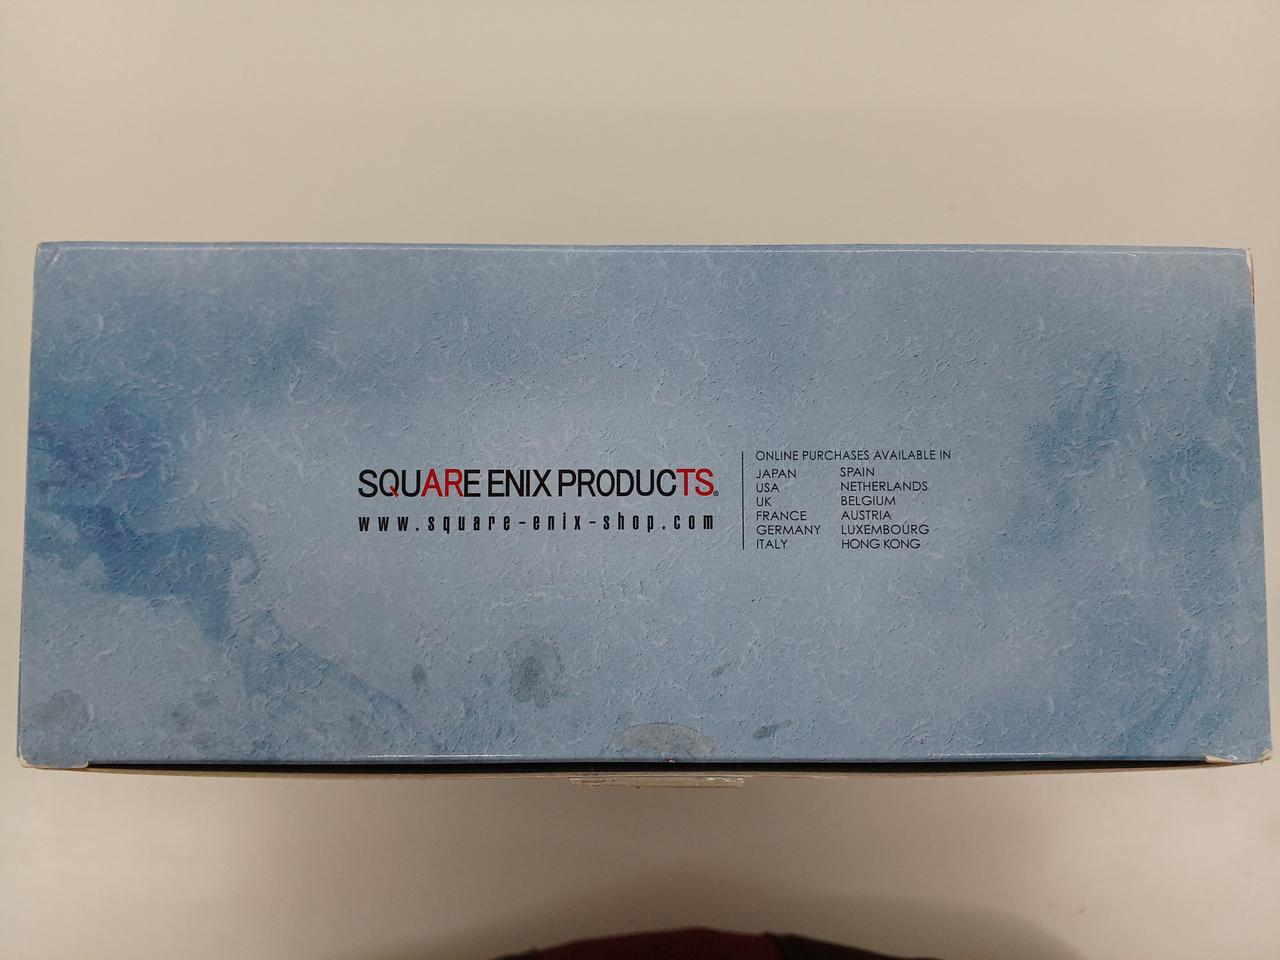 SQUARE ENIX PRODUCTS®
www.square-enix-shop.com
ONLINE PURCHASES AVAILABLE IN
JAPAN
USA
UK
FRANCE
GERMANY
ITALY
SPAIN
NETHERLANDS
BELGIUM
AUSTRIA
LUXEMBOURG
HONG KONG